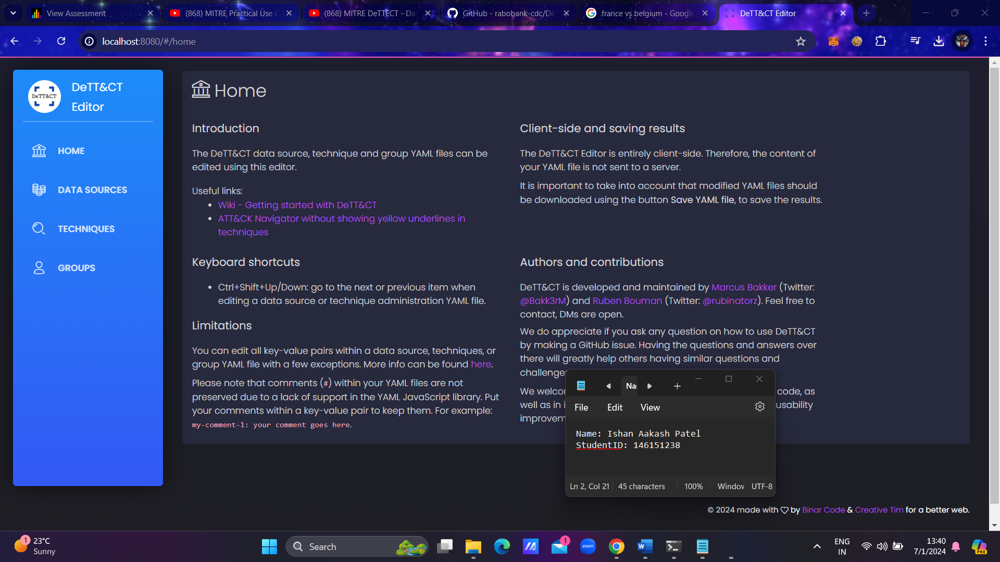 View Assessment
(868) MITRE Practical Use C
(868) MITRE DeTTECT - Da
GitHub - rabobank-cdc/De
france vs belgium - Google
DeTT&CT Editor
localhost:8080/#/home
DeTT&CT
DeTT&CT
Editor
HOME
DATA SOURCES
TECHNIQUES
GROUPS
Home
Introduction
The DeTT&CT data source, technique and group YAML files can be
edited using this editor.
Useful links:
Wiki - Getting started with DeTT&CT
ATT&CK Navigator without showing yellow underlines in
techniques
Client-side and saving results
The DeTT&CT Editor is entirely client-side. Therefore, the content of
your YAML file is not sent to a server.
It is important to take into account that modified YAML files should
be downloaded using the button Save YAML file, to save the results.
Keyboard shortcuts
Ctrl+Shift+Up/Down: go to the next or previous item when
editing a data source or technique administration YAML file.
Limitations
You can edit all key-value pairs within a data source, techniques, or
group YAML file with a few exceptions. More info can be found here.
Please note that comments (#) within your YAML files are not
preserved due to a lack of support in the YAML JavaScript library. Put
your comments within a key-value pair to keep them. For example:
my-comment-1: your comment goes here.
Authors and contributions
DeTT&CT is developed and maintained by Marcus Bakker (Twitter:
@Bakk3rM) and Ruben Bouman (Twitter: @rubinatorz). Feel free to
contact, DMs are open.
We do appreciate if you ask any question on how to use DeTT&CT
by making a GitHub issue. Having the questions and answers over
there will greatly help others having similar questions and
challenge
We welcom code, as
well as in i usability
improvem
Nar
File Edit View
Name: Ishan Aakash Patel
StudentID: 146151238
Ln 2, Col 21 45 characters 100% Window UTF-8
© 2024 made with by Binar Code & Creative Tim for a better web.
1
23°C
Sunny
Search
1
zoom
W
ENG
IN
13:40
7/1/2024
PRE